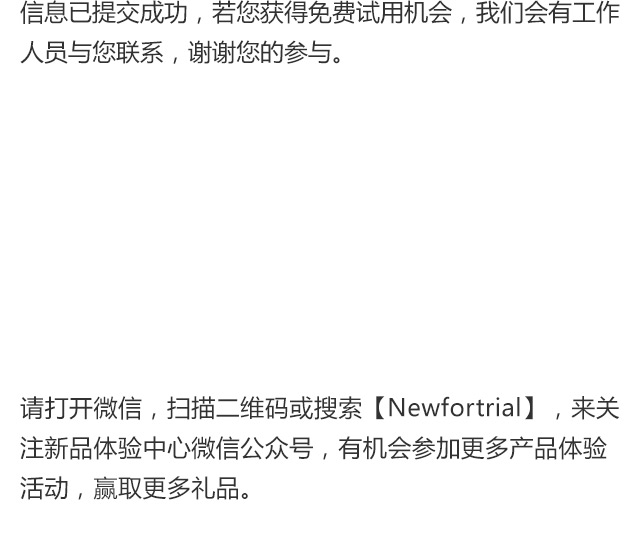 信息已提交成功，若您获得免费试用机会，我们会有工作
人员与您联系，谢谢您的参与。
请打开微信，扫描二维码或搜索【Newfortrial】，来关
注新品体验中心微信公众号，有机会参加更多产品体验
活动，赢取更多礼品。